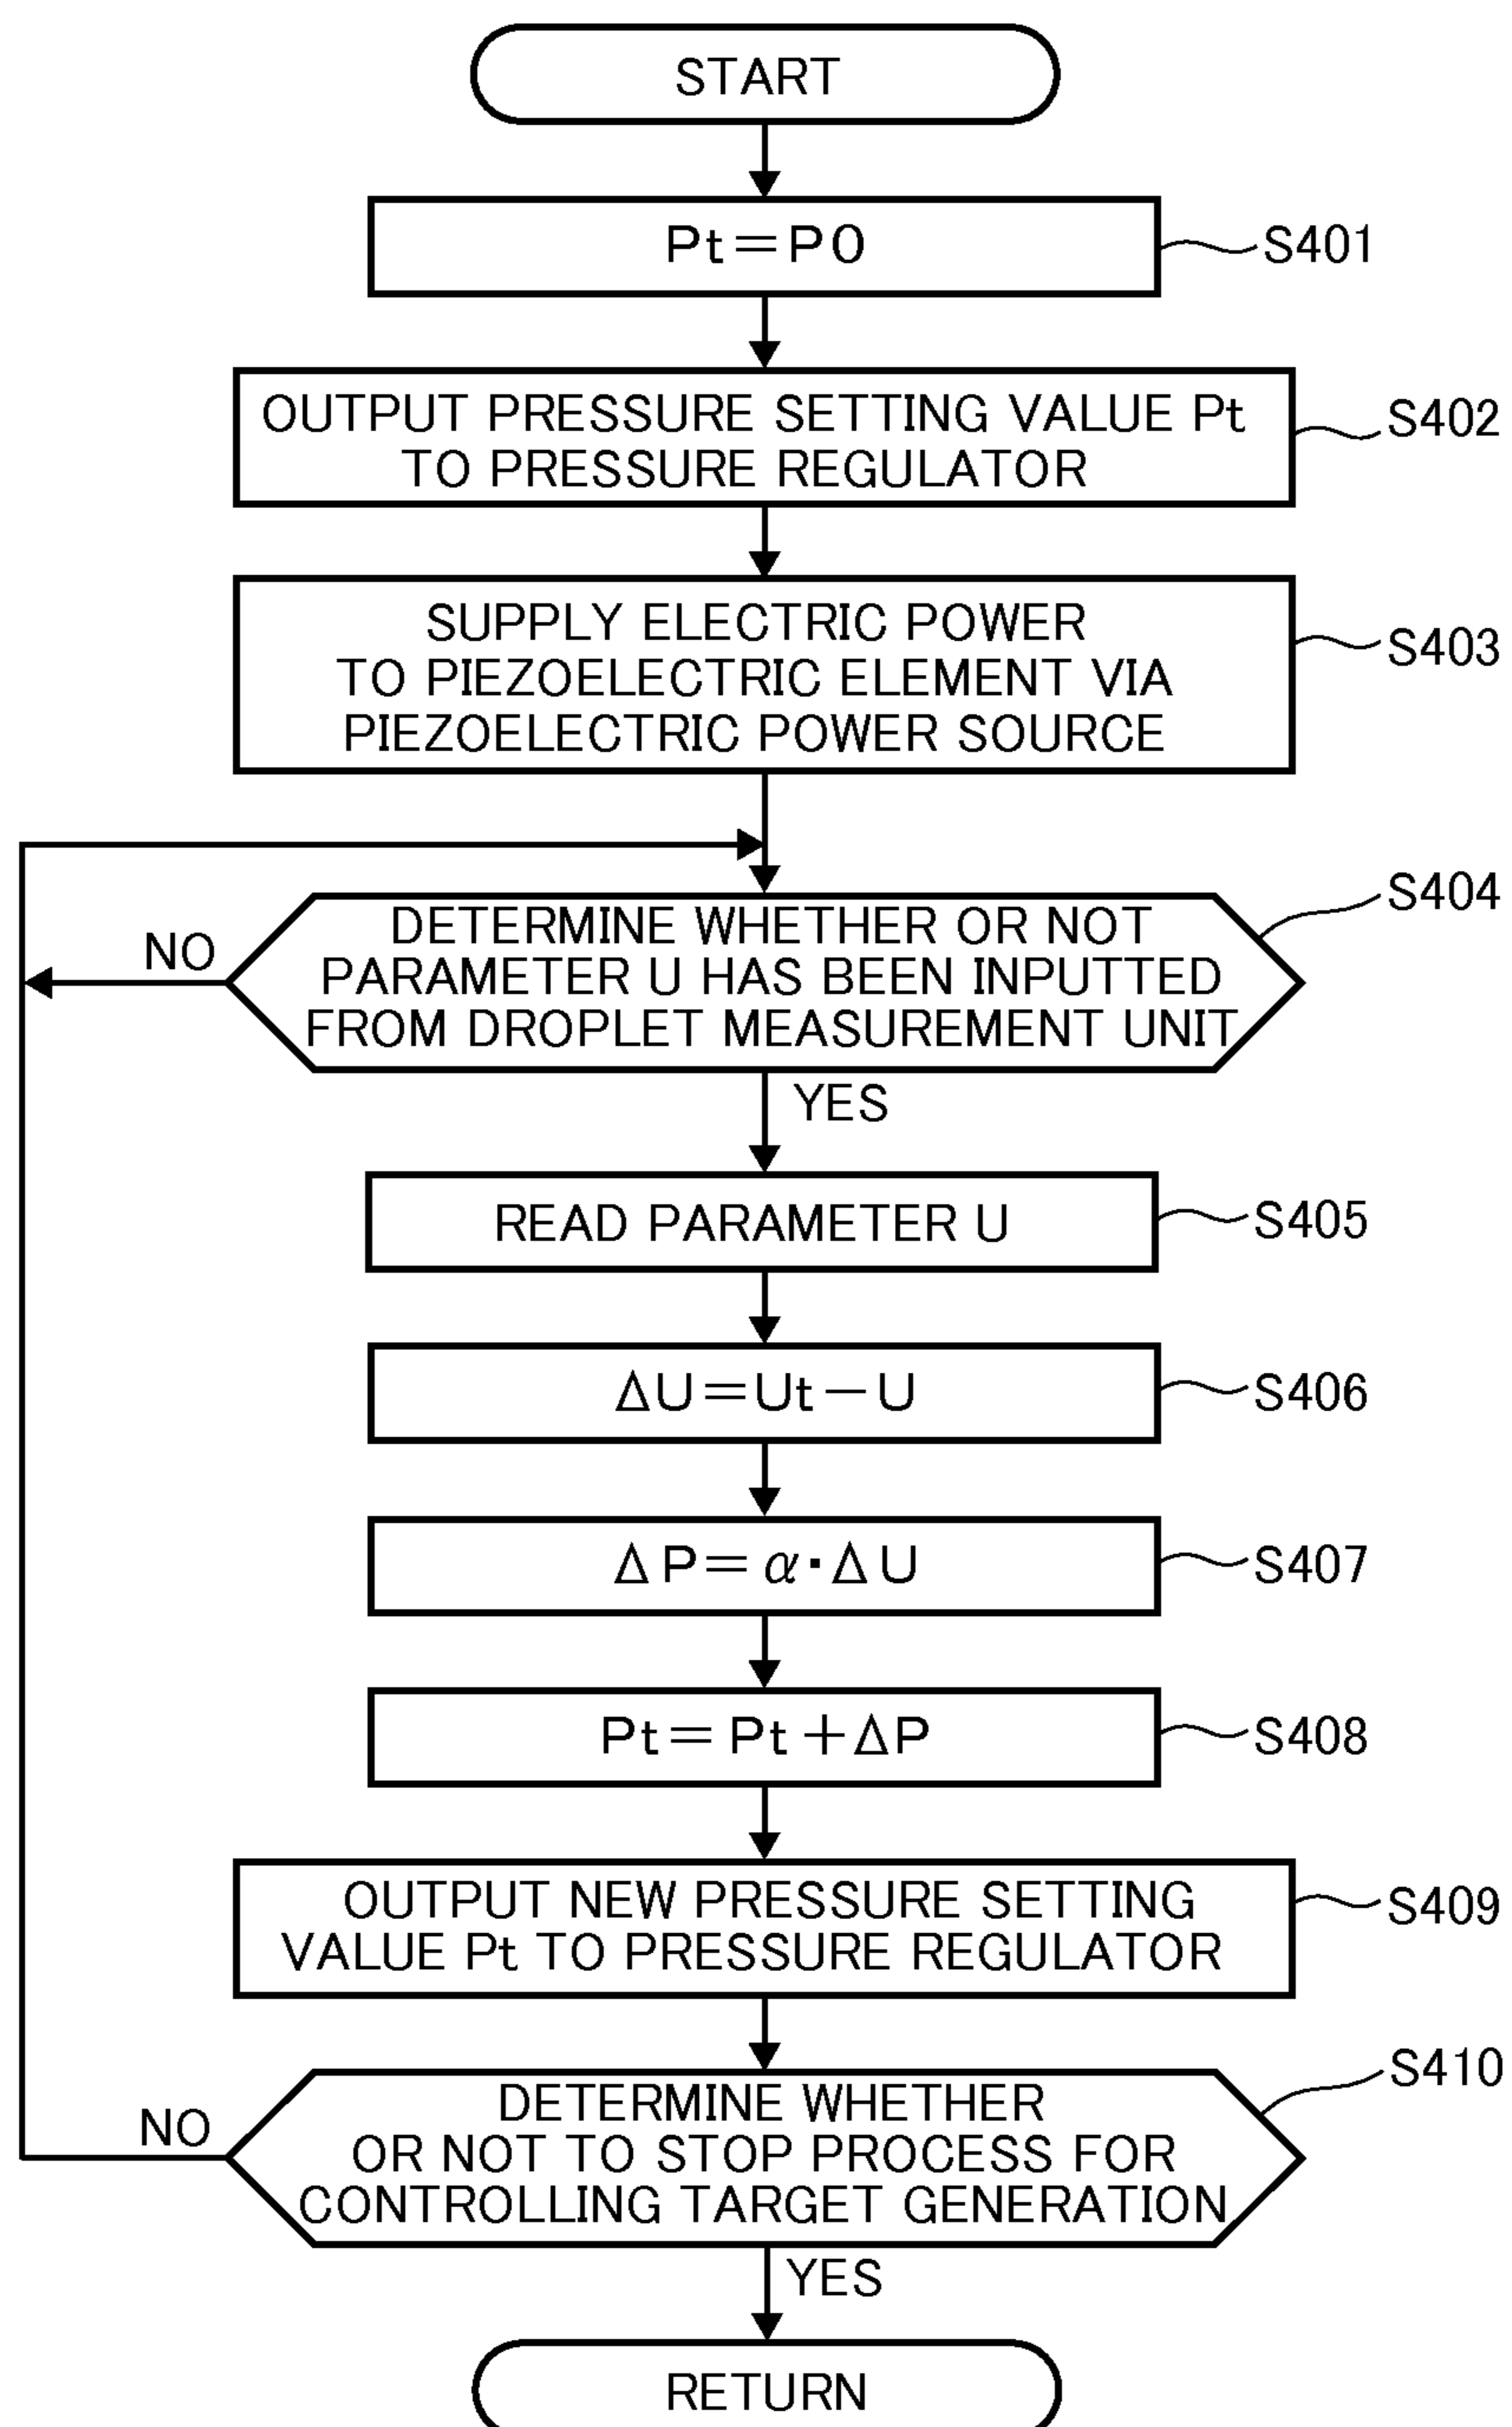 START
Pt=P0
S401
OUTPUT PRESSURE SETTING VALUE Pt
TO PRESSURE REGULATOR
S402
SUPPLY ELECTRIC POWER
TO PIEZOELECTRIC ELEMENT VIA
PIEZOELECTRIC POWER SOURCE
S403
DETERMINE WHETHER OR NOT
PARAMETER U HAS BEEN INPUTTED
FROM DROPLET MEASUREMENT UNIT
S404
NO
YES
READ PARAMETER U
S405
ΔU=Ut-U
S406
ΔP=α·ΔU
S407
Pt=Pt+ΔP
S408
OUTPUT NEW PRESSURE SETTING
VALUE Pt TO PRESSURE REGULATOR
S409
DETERMINE WHETHER
OR NOT TO STOP PROCESS FOR
CONTROLLING TARGET GENERATION
S410
NO
YES
RETURN